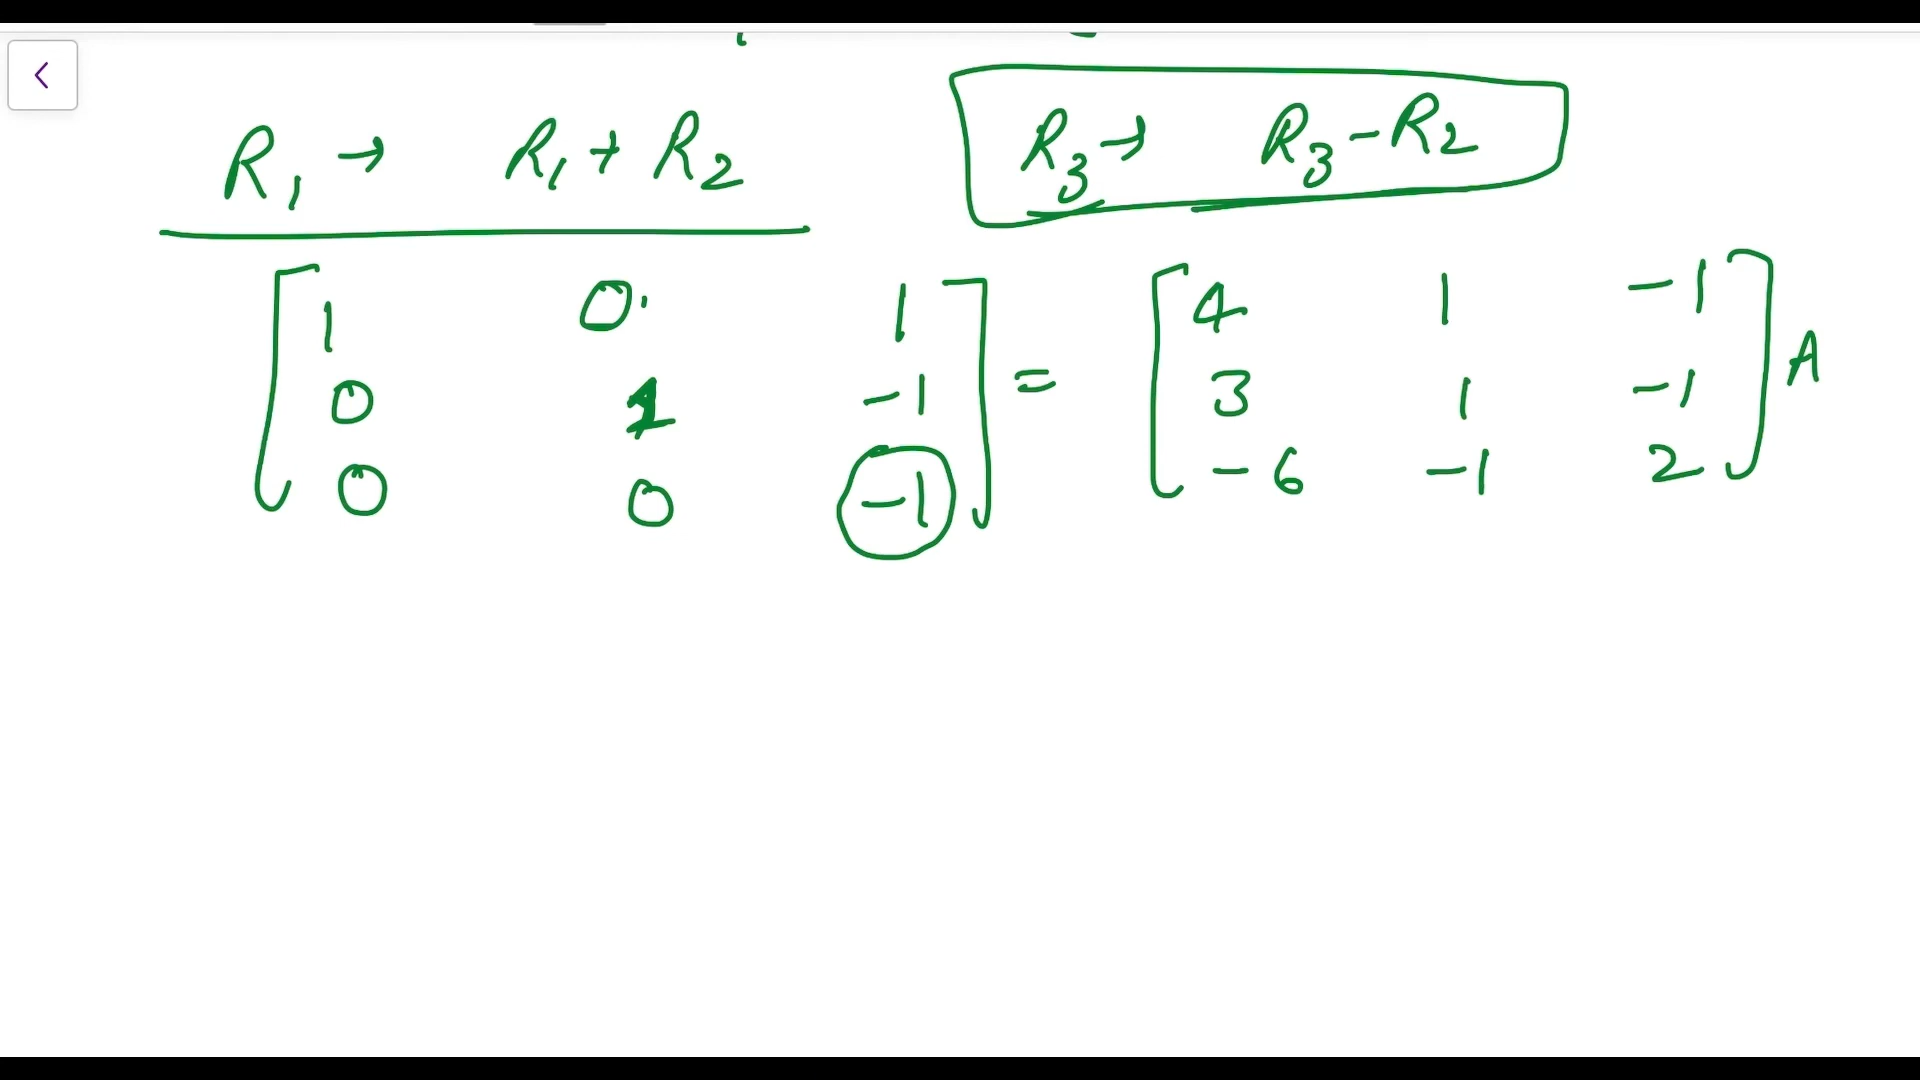 R₁ → R₁ + R₂ R₃ → R₃ - R₂
[1 0 1] = [4 1 -1] A
[0 1 -1] [3 1 -1]
[0 0 -1] [-6 -1 2]